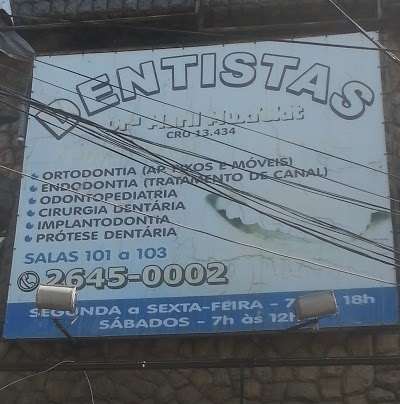 DENTISTAS
CRO 13.434
ORTODONTIA (AP. FIXOS E MÓVEIS)
ENDODONTIA (TRATAMENTO DE CANAL)
ODONTOPEDIATRIA
CIRURGIA DENTÁRIA
IMPLANTODONTIA
PRÓTESE DENTÁRIA
SALAS 101 a 103
2645-0002
SEGUNDA a SEXTA-FEIRA - 7 18h
SÁBADOS - 7h às 12h